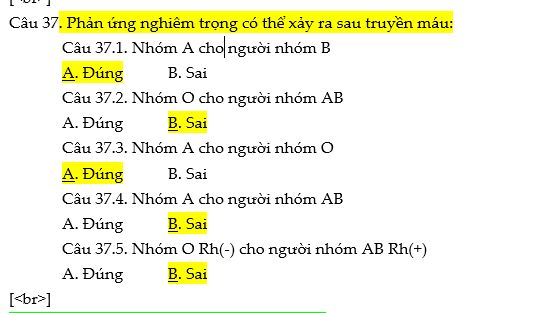 [<br>]
Câu 37. Phản ứng nghiêm trọng có thể xảy ra sau truyền máu:
Câu 37.1. Nhóm A cho người nhóm B
A. Đúng B. Sai
Câu 37.2. Nhóm O cho người nhóm AB
A. Đúng B. Sai
Câu 37.3. Nhóm A cho người nhóm O
A. Đúng B. Sai
Câu 37.4. Nhóm A cho người nhóm AB
A. Đúng B. Sai
Câu 37.5. Nhóm O Rh(-) cho người nhóm AB Rh(+)
A. Đúng B. Sai
[<br>]